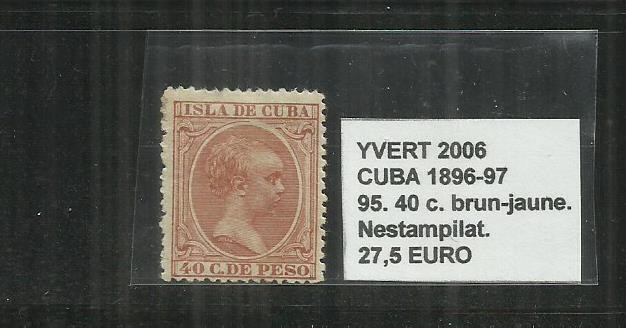 ISLA DE CUBA
40 C. DE PESO
YVERT 2006
CUBA 1896-97
95. 40 c. brun-jaune.
Nestampilat.
27,5 EURO